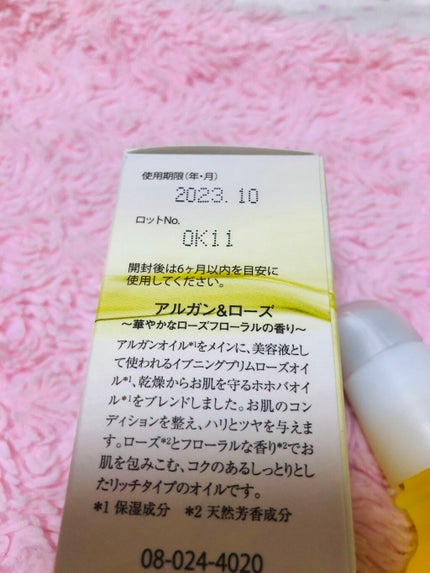 使用期限(年・月)
2023.10
ロットNo.
OK11
開封後は6ヶ月以内を目安に
使用してください。
アルガン&ローズ
〜華やかなローズフローラルの香り〜
アルガンオイル*1をメインに、美容液とし
て使われるイブニングプリムローズオイ
ル*1、乾燥からお肌を守るホホバオイ
ル*1をブレンドしました。お肌のコン
ディションを整え、ハリとツヤを与えま
す。ローズ*2とフローラルな香り*2でお
肌を包みこむ、コクのあるしっとりとし
たリッチタイプのオイルです。
*1 保湿成分 *2 天然芳香成分
08-024-4020